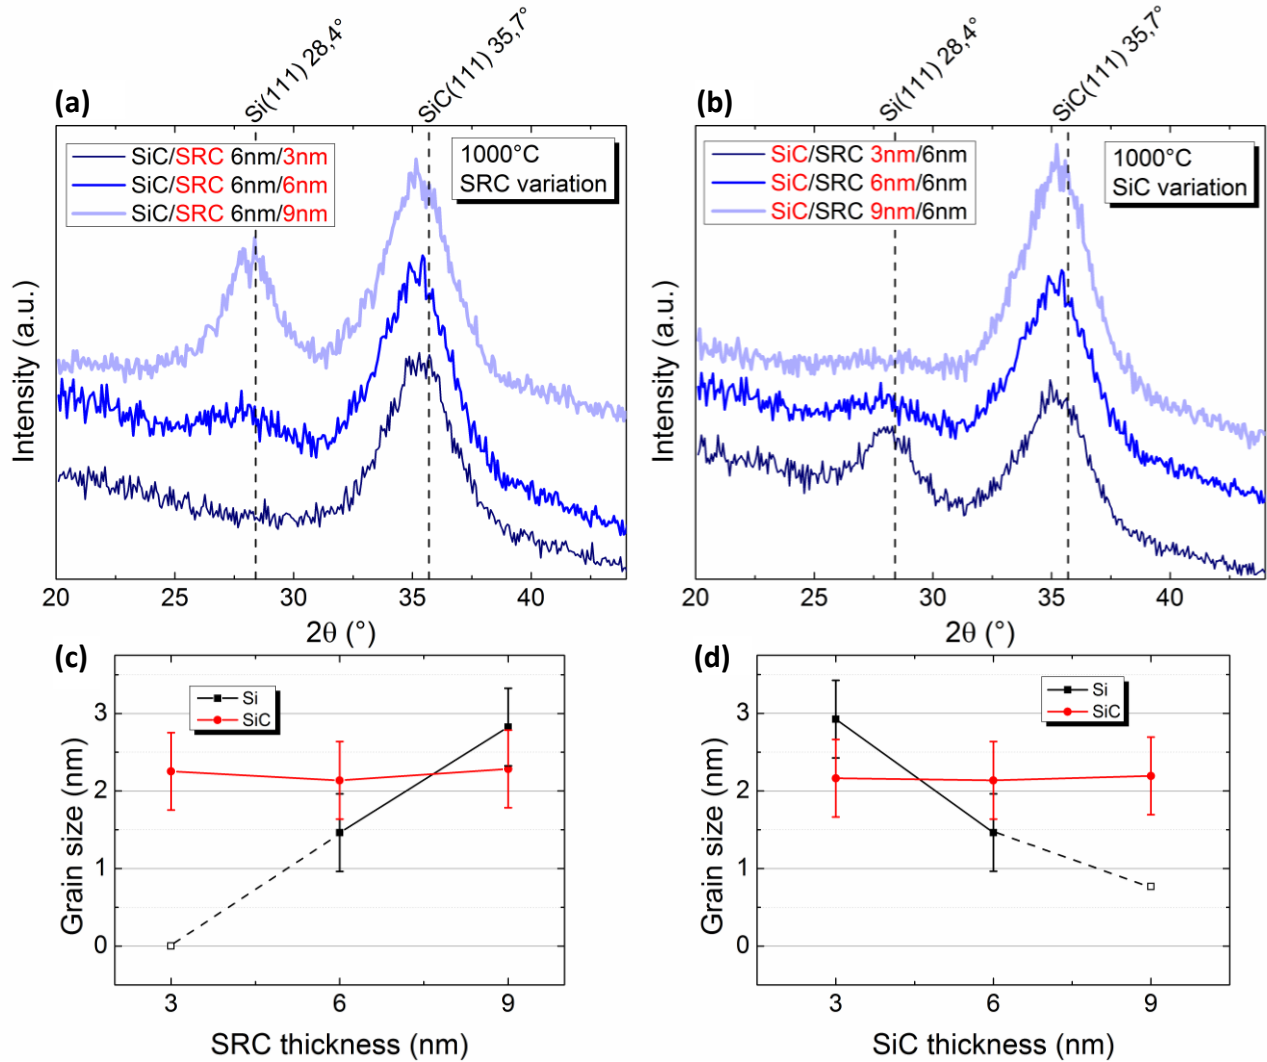 Si(111) 28,4°
SiC(111) 35,7°
(a)
SiC/SRC 6nm/3nm
SiC/SRC 6nm/6nm
SiC/SRC 6nm/9nm
1000°C
SRC variation
Intensity (a.u.)
20 25 30 35 40
2θ (°)
Si(111) 28,4°
SiC(111) 35,7°
(b)
SiC/SRC 3nm/6nm
SiC/SRC 6nm/6nm
SiC/SRC 9nm/6nm
1000°C
SiC variation
Intensity (a.u.)
20 25 30 35 40
2θ (°)
(c)
Si
SiC
Grain size (nm)
3
2
1
0
3 6 9
SRC thickness (nm)
(d)
Si
SiC
Grain size (nm)
3
2
1
0
3 6 9
SiC thickness (nm)